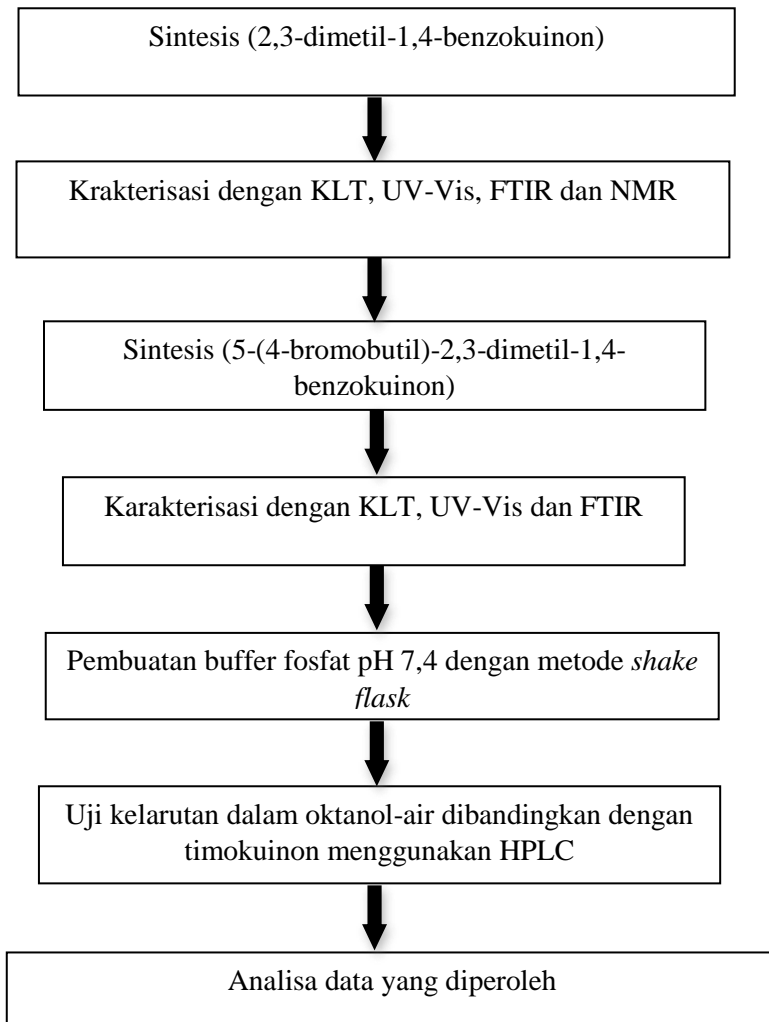 Sintesis (2,3-dimetil-1,4-benzokuinon)
Krakterisasi dengan KLT, UV-Vis, FTIR dan NMR
Sintesis (5-(4-bromobutil)-2,3-dimetil-1,4-
benzokuinon)
Karakterisasi dengan KLT, UV-Vis dan FTIR
Pembuatan buffer fosfat pH 7,4 dengan metode shake
flask
Uji kelarutan dalam oktanol-air dibandingkan dengan
timokuinon menggunakan HPLC
Analisa data yang diperoleh